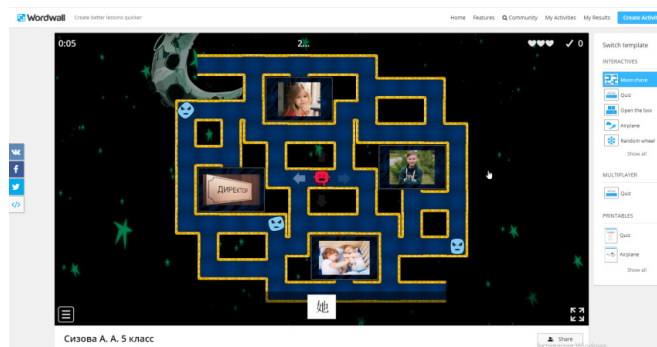 Wordwall
Create better lessons quicker
Home Features Community My Activities My Results Create Activity
0:05
2...
✓ 0
ДИРЕКТОР
她
Сизова А. А. 5 класс
Share
Switch template
INTERACTIVES
Maze chase
Quiz
Open the box
Airplane
Random wheel
Show all
MULTIPLAYER
Quiz
PRINTABLES
Quiz
Airplane
Show all